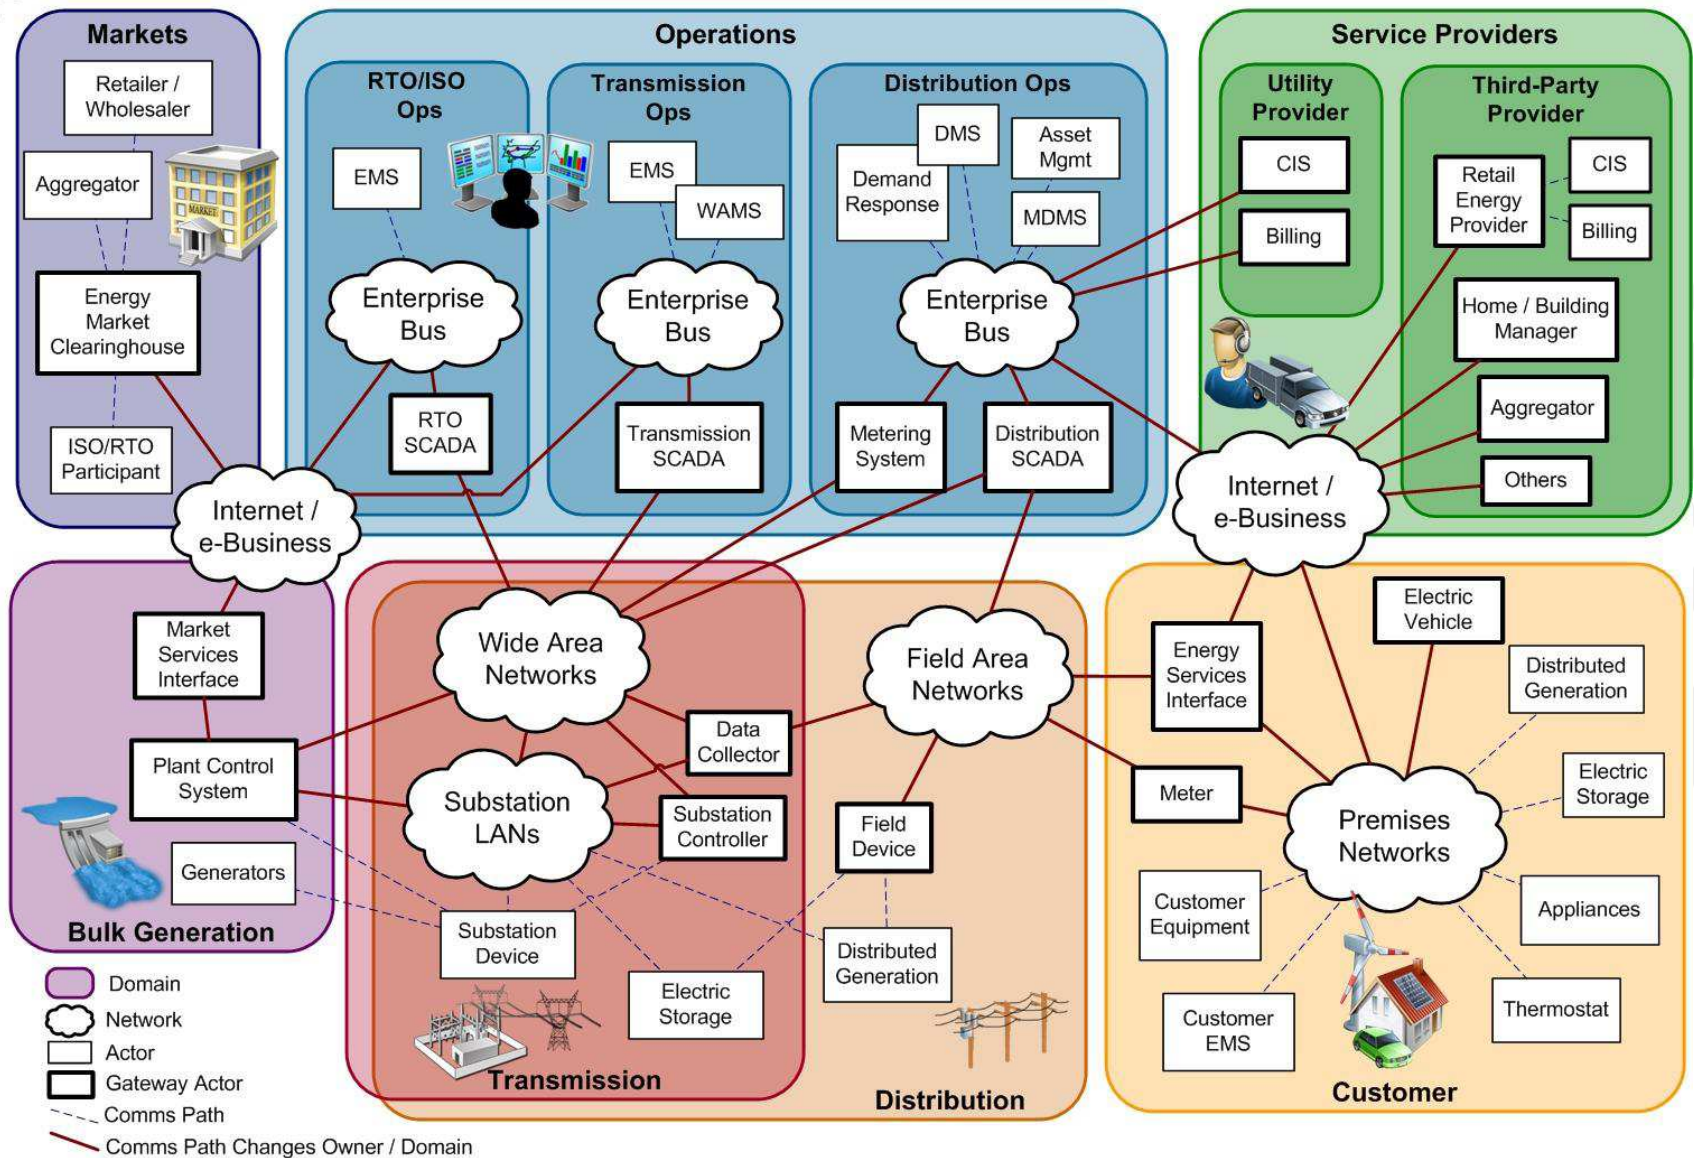 Markets
Retailer /
Wholesaler
Aggregator
MARKET
Energy
Market
Clearinghouse
ISO/RTO
Participant
Operations
RTO/ISO
Ops
EMS
Enterprise
Bus
RTO
SCADA
Transmission
Ops
EMS
WAMS
Enterprise
Bus
Transmission
SCADA
Distribution Ops
DMS
Asset
Mgmt
Demand
Response
MDMS
Enterprise
Bus
Metering
System
Distribution
SCADA
Service Providers
Utility
Provider
CIS
Billing
Third-Party
Provider
Retail
Energy
Provider
CIS
Billing
Home / Building
Manager
Aggregator
Others
Internet /
e-Business
Internet /
e-Business
Market
Services
Interface
Plant Control
System
Generators
Bulk Generation
Wide Area
Networks
Data
Collector
Substation
LANs
Substation
Controller
Substation
Device
Electric
Storage
Transmission
Field Area
Networks
Field
Device
Distributed
Generation
Distribution
Energy
Services
Interface
Electric
Vehicle
Distributed
Generation
Meter
Premises
Networks
Electric
Storage
Customer
Equipment
Appliances
Customer
EMS
Thermostat
Customer
Domain
Network
Actor
Gateway Actor
Comms Path
Comms Path Changes Owner / Domain